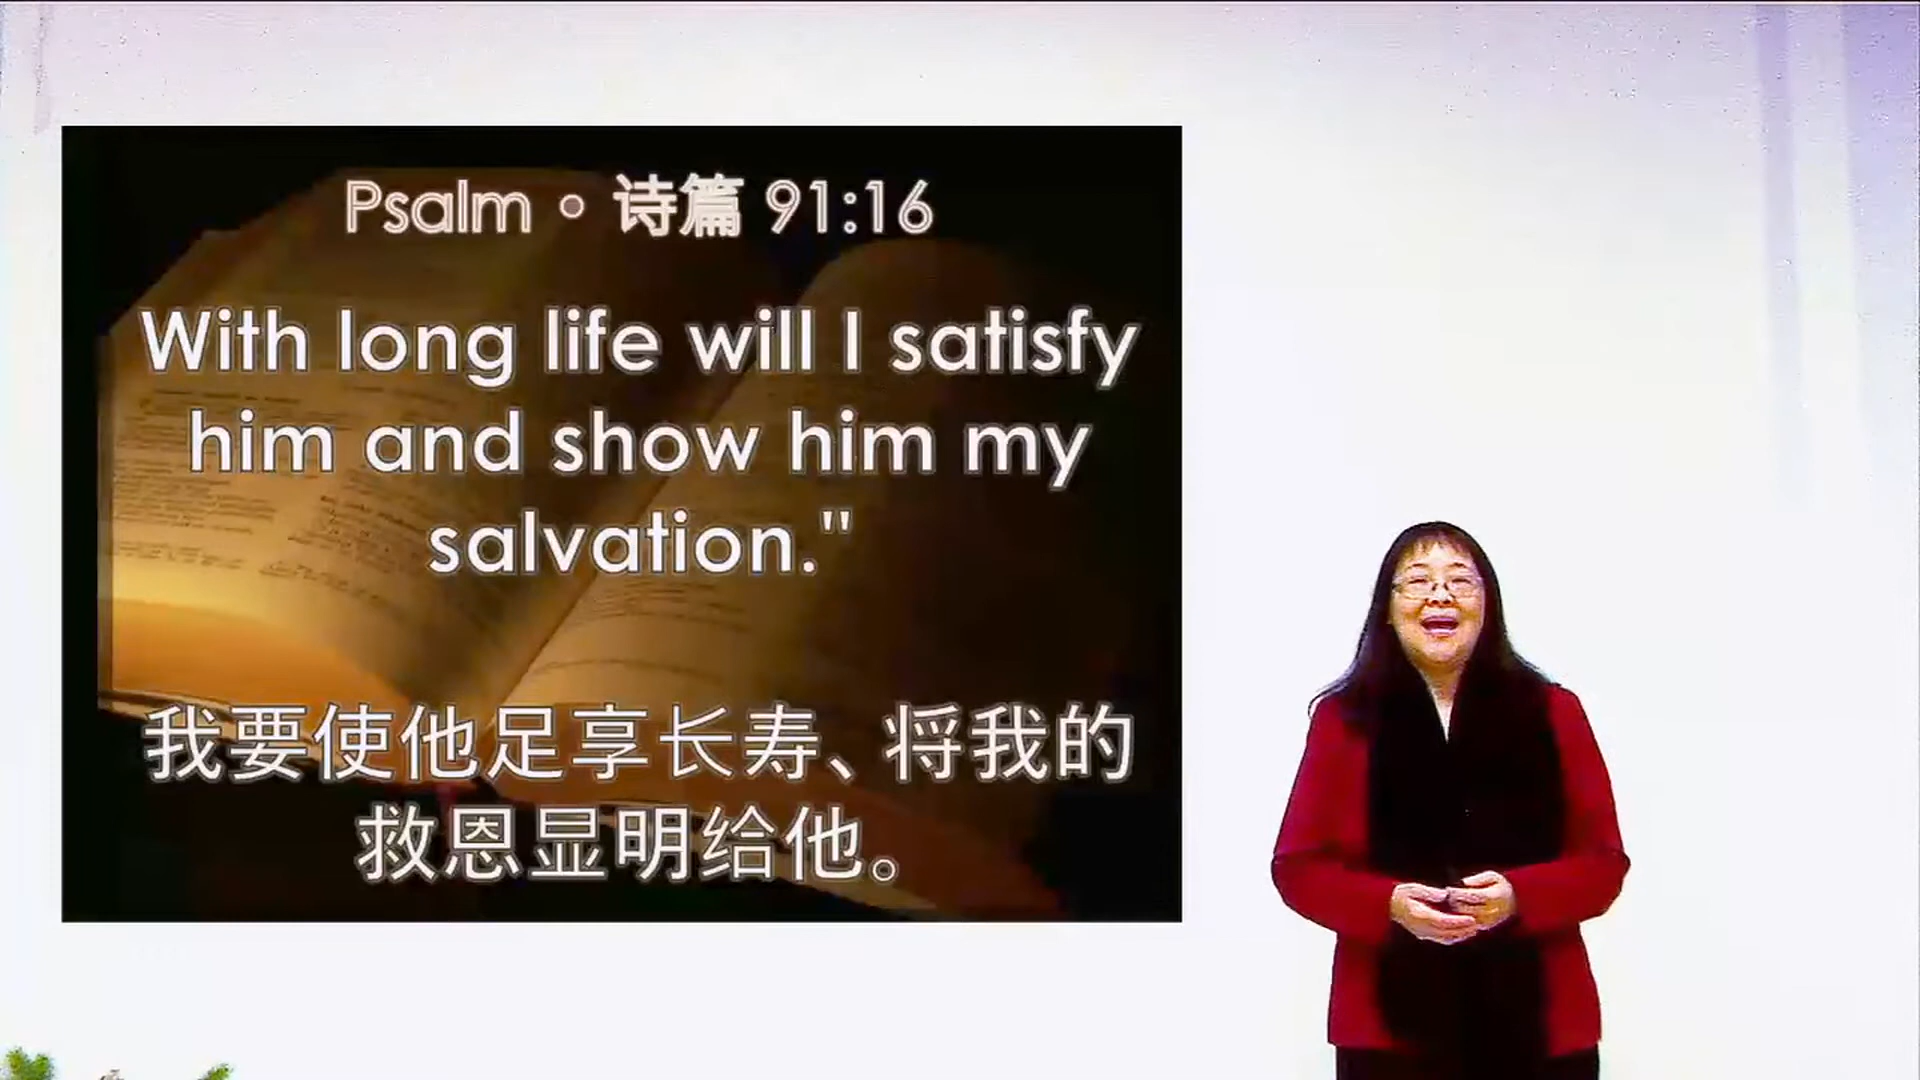 Psalm • 诗篇 91:16
With long life will I satisfy
him and show him my
salvation."
我要使他足享长寿、将我的
救恩显明给他。